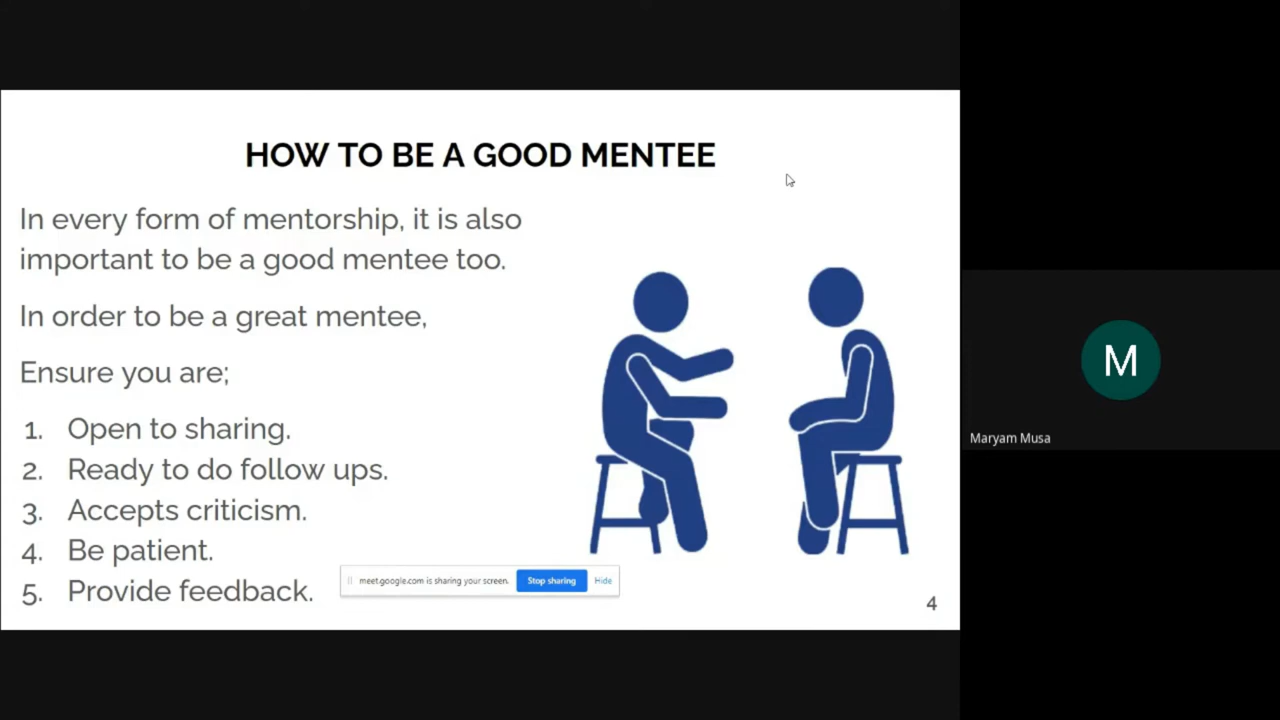 HOW TO BE A GOOD MENTEE
In every form of mentorship, it is also
important to be a good mentee too.
In order to be a great mentee,
Ensure you are;
1. Open to sharing.
2. Ready to do follow ups.
3. Accepts criticism.
4. Be patient.
5. Provide feedback.
meet.google.com is sharing your screen. Stop sharing Hide
4
M
Maryam Musa